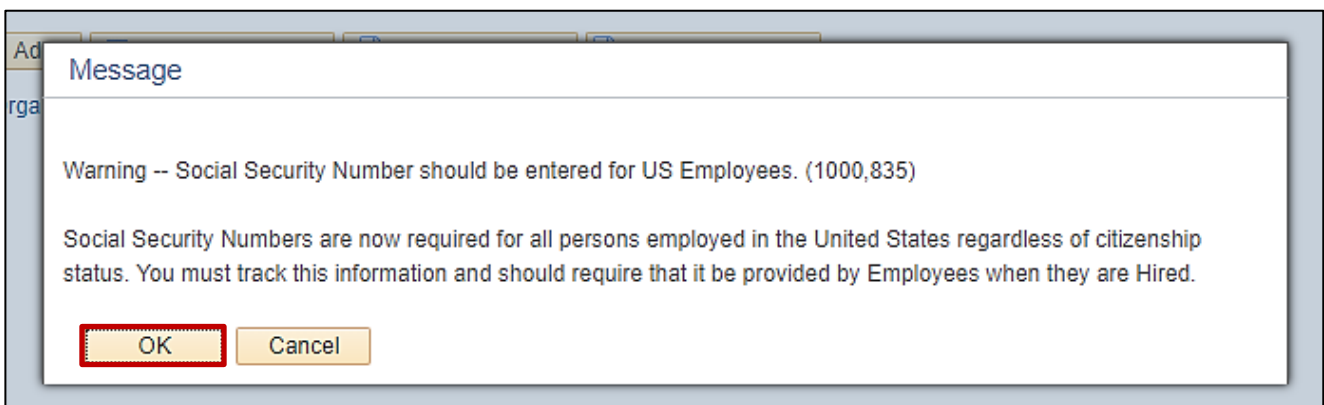 Ad
Message
rga
Warning -- Social Security Number should be entered for US Employees. (1000,835)
Social Security Numbers are now required for all persons employed in the United States regardless of citizenship
status. You must track this information and should require that it be provided by Employees when they are Hired.
OK Cancel